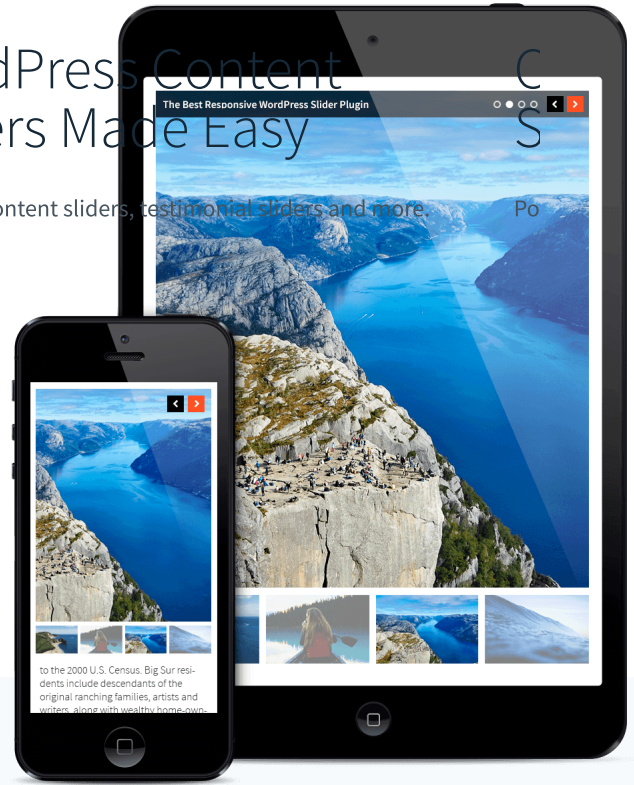 dPress Content
C
ers Made Easy
S
ontent sliders, testimonial sliders and more.
Po
The Best Responsive WordPress Slider Plugin
to the 2000 U.S. Census. Big Sur resi-
dents include descendants of the
original ranching families, artists and
writers, along with wealthy home-own-